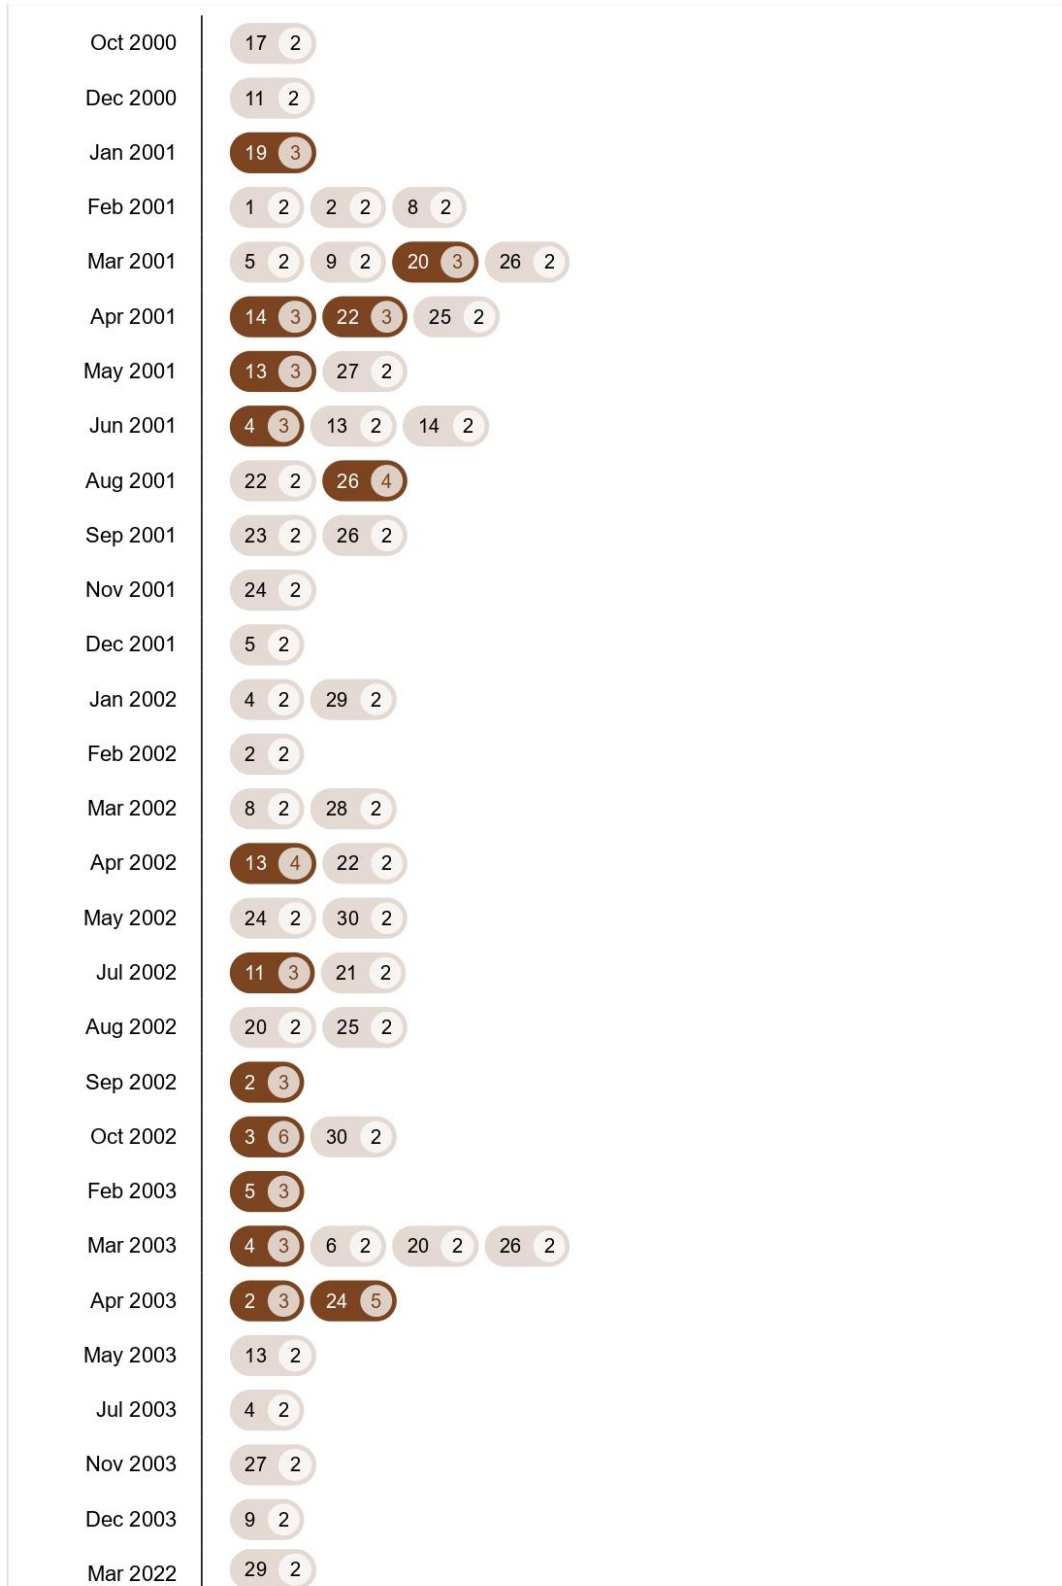 Oct 2000 17 2
Dec 2000 11 2
Jan 2001 19 3
Feb 2001 1 2 2 2 8 2
Mar 2001 5 2 9 2 20 3 26 2
Apr 2001 14 3 22 3 25 2
May 2001 13 3 27 2
Jun 2001 4 3 13 2 14 2
Aug 2001 22 2 26 4
Sep 2001 23 2 26 2
Nov 2001 24 2
Dec 2001 5 2
Jan 2002 4 2 29 2
Feb 2002 2 2
Mar 2002 8 2 28 2
Apr 2002 13 4 22 2
May 2002 24 2 30 2
Jul 2002 11 3 21 2
Aug 2002 20 2 25 2
Sep 2002 2 3
Oct 2002 3 6 30 2
Feb 2003 5 3
Mar 2003 4 3 6 2 20 2 26 2
Apr 2003 2 3 24 5
May 2003 13 2
Jul 2003 4 2
Nov 2003 27 2
Dec 2003 9 2
Mar 2022 29 2